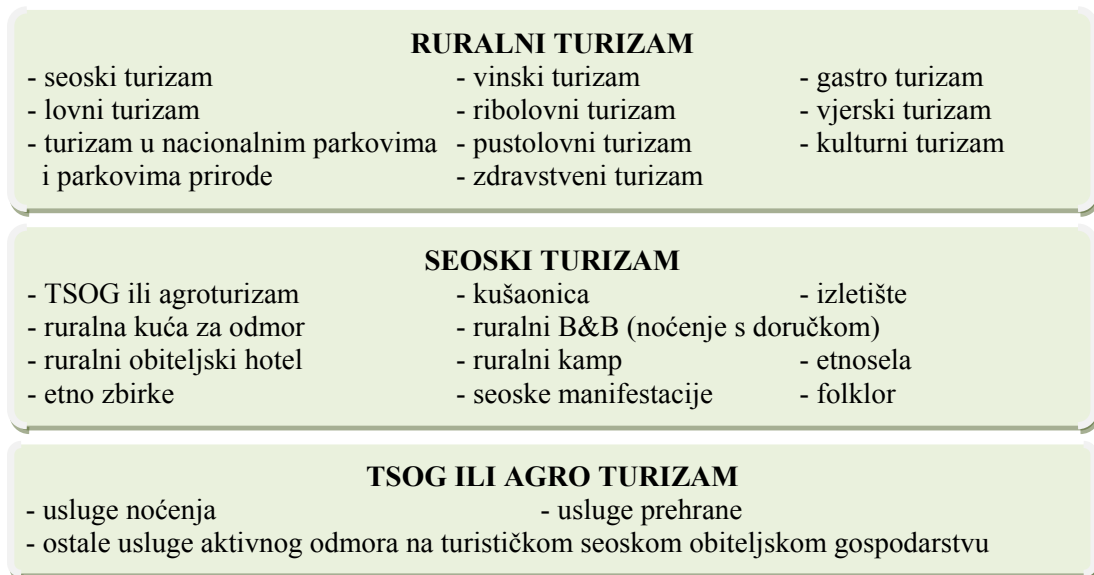 RURALNI TURIZAM
- seoski turizam - vinski turizam - gastro turizam
- lovni turizam - ribolovni turizam - vjerski turizam
- turizam u nacionalnim parkovima - pustolovni turizam - kulturni turizam
i parkovima prirode - zdravstveni turizam
SEOSKI TURIZAM
- TSOG ili agroturizam - kušaonica - izletište
- ruralna kuća za odmor - ruralni B&B (noćenje s doručkom)
- ruralni obiteljski hotel - ruralni kamp - etnosela
- etno zbirke - seoske manifestacije - folklor
TSOG ILI AGRO TURIZAM
- usluge noćenja - usluge prehrane
- ostale usluge aktivnog odmora na turističkom seoskom obiteljskom gospodarstvu